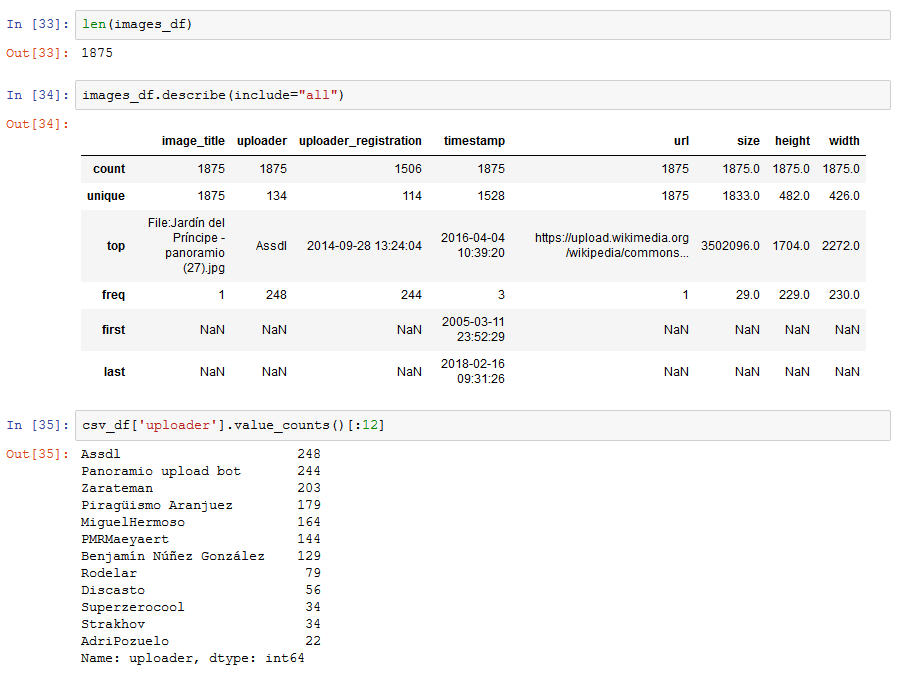 In [33]: len(images_df)
Out[33]: 1875
In [34]: images_df.describe(include="all")
Out[34]:
image_title uploader uploader_registration timestamp url size height width
count 1875 1875 1506 1875 1875 1875.0 1875.0 1875.0
unique 1875 134 114 1528 1875 1833.0 482.0 426.0
top File:Jardín del Príncipe - panoramio (27).jpg Assdl 2014-09-28 13:24:04 2016-04-04 10:39:20 https://upload.wikimedia.org/wikipedia/commons... 3502096.0 1704.0 2272.0
freq 1 248 244 3 1 29.0 229.0 230.0
first NaN NaN NaN 2005-03-11 23:52:29 NaN NaN NaN NaN
last NaN NaN NaN 2018-02-16 09:31:26 NaN NaN NaN NaN
In [35]: csv_df['uploader'].value_counts()[:12]
Out[35]: Assdl 248
Panoramio upload bot 244
Zarateman 203
Piragüismo Aranjuez 179
MiguelHermoso 164
PMRMaeyaert 144
Benjamín Núñez González 129
Rodelar 79
Discasto 56
Superzerocool 34
Strakhov 34
AdriPozuelo 22
Name: uploader, dtype: int64